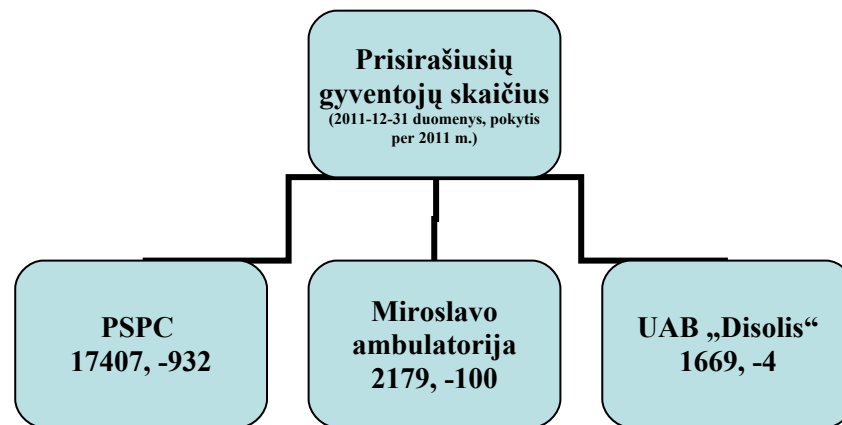 Prisirašiusių
gyventojų skaičius
(2011-12-31 duomenys, pokytis
per 2011 m.)
PSPC
17407, -932
Miroslavo
ambulatorija
2179, -100
UAB „Disolis“
1669, -4